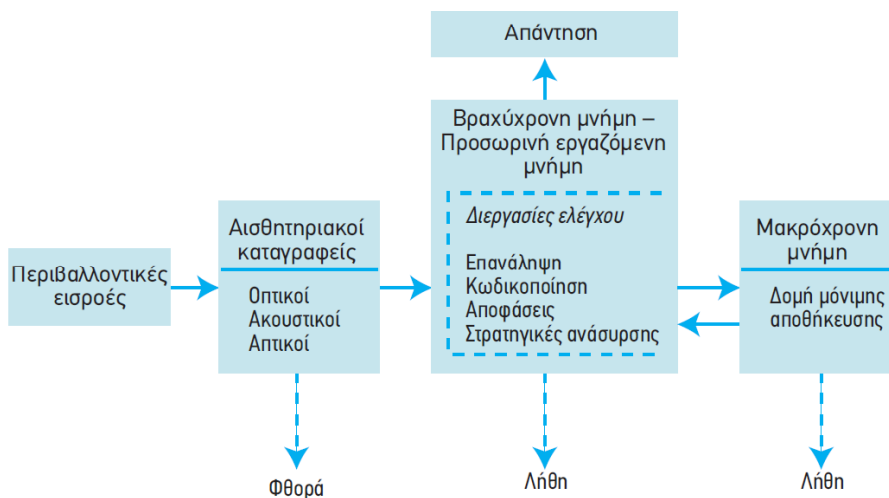 Απάντηση
Βραχύχρονη μνήμη –
Προσωρινή εργαζόμενη
μνήμη
Διεργασίες ελέγχου
Επανάληψη
Κωδικοποίηση
Αποφάσεις
Στρατηγικές ανάσυρσης
Αισθητηριακοί
καταγραφείς
Οπτικοί
Ακουστικοί
Απτικοί
Περιβαλλοντικές
εισροές
Μακρόχρονη
μνήμη
Δομή μόνιμης
αποθήκευσης
Φθορά
Λήθη
Λήθη